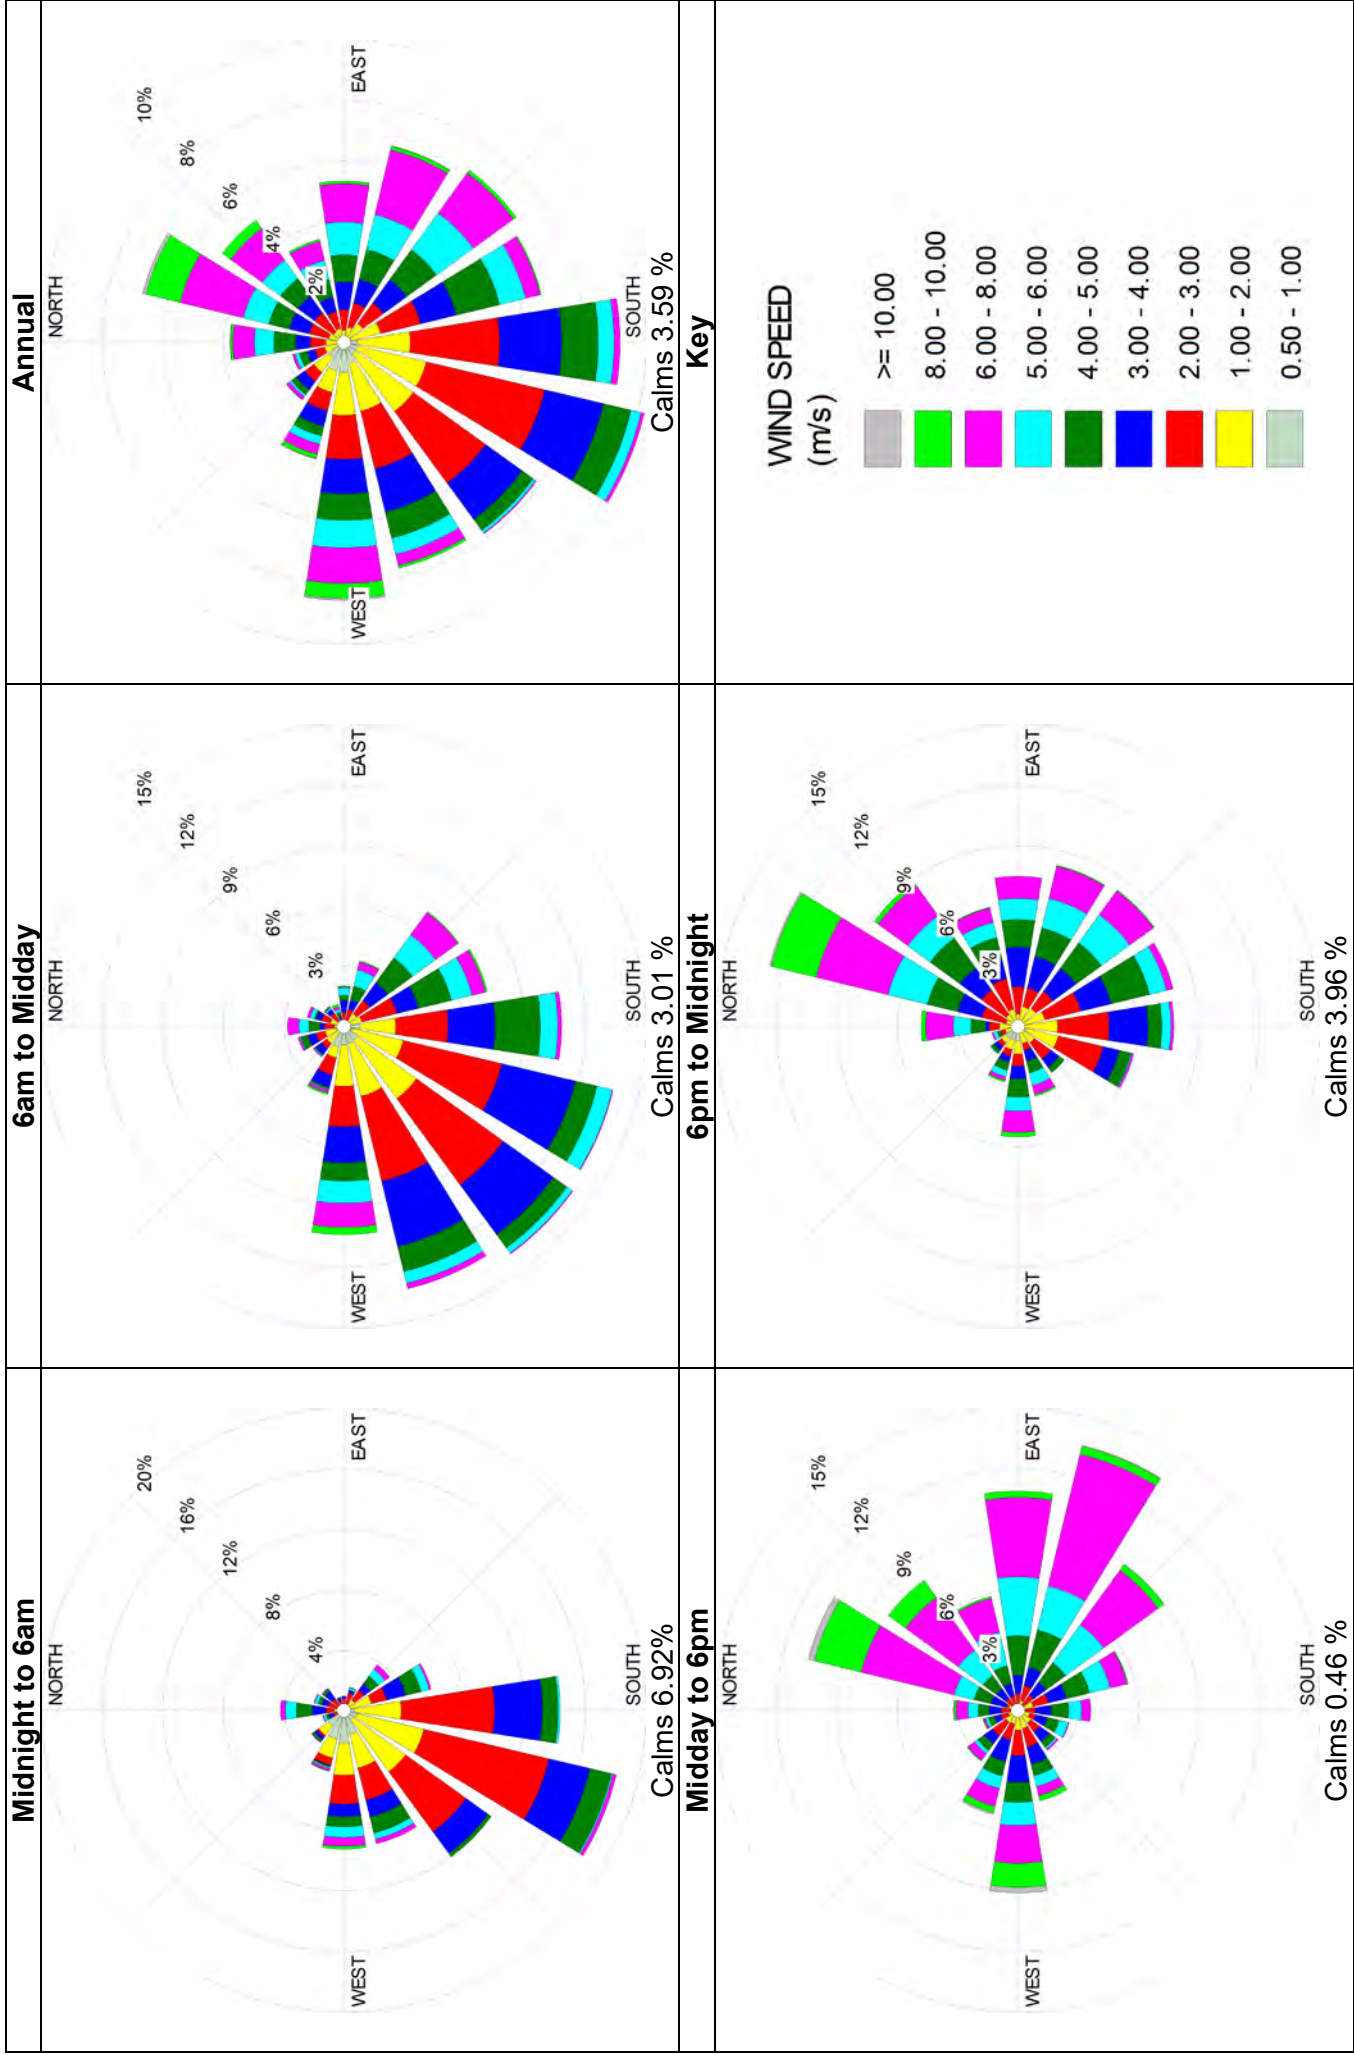 Midnight to 6am
NORTH
EAST
SOUTH
WEST
4%
8%
12%
16%
20%
Calms 6.92%
6am to Midday
NORTH
EAST
SOUTH
WEST
3%
6%
9%
12%
15%
Calms 3.01 %
Annual
NORTH
EAST
SOUTH
WEST
2%
4%
6%
8%
10%
Calms 3.59 %
Midday to 6pm
NORTH
EAST
SOUTH
WEST
3%
6%
9%
12%
15%
Calms 0.46 %
6pm to Midnight
NORTH
EAST
SOUTH
WEST
3%
6%
9%
12%
15%
Calms 3.96 %
Key
WIND SPEED
(m/s)
>= 10.00
8.00 - 10.00
6.00 - 8.00
5.00 - 6.00
4.00 - 5.00
3.00 - 4.00
2.00 - 3.00
1.00 - 2.00
0.50 - 1.00